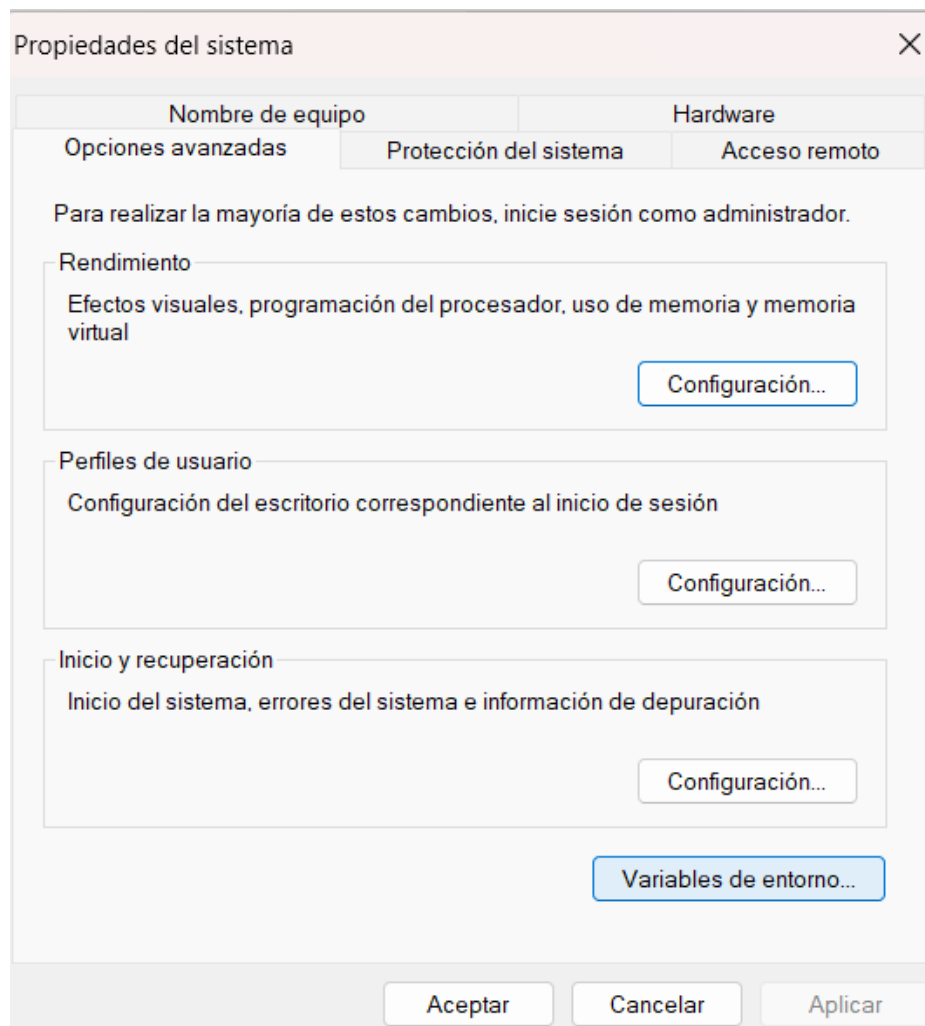 Propiedades del sistema
Nombre de equipo
Hardware
Opciones avanzadas
Protección del sistema
Acceso remoto
Para realizar la mayoría de estos cambios, inicie sesión como administrador.
Rendimiento
Efectos visuales, programación del procesador, uso de memoria y memoria
virtual
Configuración...
Perfiles de usuario
Configuración del escritorio correspondiente al inicio de sesión
Configuración...
Inicio y recuperación
Inicio del sistema, errores del sistema e información de depuración
Configuración...
Variables de entorno...
Aceptar
Cancelar
Aplicar